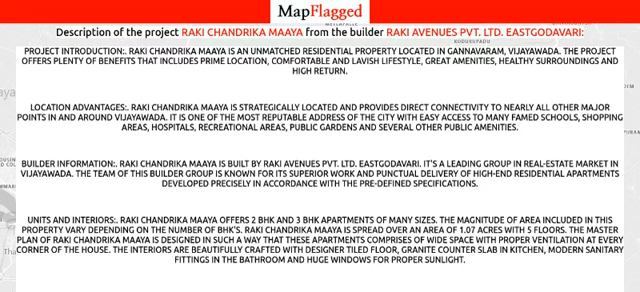 MapFlagged
Description of the project RAKI CHANDRIKA MAAYA from the builder RAKI AVENUES PVT. LTD. EASTGODAVARI:
PROJECT INTRODUCTION:. RAKI CHANDRIKA MAAYA IS AN UNMATCHED RESIDENTIAL PROPERTY LOCATED IN GANNAVARAM, VIJAYAWADA. THE PROJECT
OFFERS PLENTY OF BENEFITS THAT INCLUDES PRIME LOCATION, COMFORTABLE AND LAVISH LIFESTYLE, GREAT AMENITIES, HEALTHY SURROUNDINGS AND
HIGH RETURN.
LOCATION ADVANTAGES:. RAKI CHANDRIKA MAAYA IS STRATEGICALLY LOCATED AND PROVIDES DIRECT CONNECTIVITY TO NEARLY ALL OTHER MAJOR
POINTS IN AND AROUND VIJAYAWADA. IT IS ONE OF THE MOST REPUTABLE ADDRESS OF THE CITY WITH EASY ACCESS TO MANY FAMED SCHOOLS, SHOPPING
AREAS, HOSPITALS, RECREATIONAL AREAS, PUBLIC GARDENS AND SEVERAL OTHER PUBLIC AMENITIES.
BUILDER INFORMATION:. RAKI CHANDRIKA MAAYA IS BUILT BY RAKI AVENUES PVT. LTD. EASTGODAVARI. IT'S A LEADING GROUP IN REAL-ESTATE MARKET IN
VIJAYAWADA. THE TEAM OF THIS BUILDER GROUP IS KNOWN FOR ITS SUPERIOR WORK AND PUNCTUAL DELIVERY OF HIGH-END RESIDENTIAL APARTMENTS
DEVELOPED PRECISELY IN ACCORDANCE WITH THE PRE-DEFINED SPECIFICATIONS.
UNITS AND INTERIORS:. RAKI CHANDRIKA MAAYA OFFERS 2 BHK AND 3 BHK APARTMENTS OF MANY SIZES. THE MAGNITUDE OF AREA INCLUDED IN THIS
PROPERTY VARY DEPENDING ON THE NUMBER OF BHK'S. RAKI CHANDRIKA MAAYA IS SPREAD OVER AN AREA OF 1.07 ACRES WITH 5 FLOORS. THE MASTER
PLAN OF RAKI CHANDRIKA MAAYA IS DESIGNED IN SUCH A WAY THAT THESE APARTMENTS COMPRISES OF WIDE SPACE WITH PROPER VENTILATION AT EVERY
CORNER OF THE HOUSE. THE INTERIORS ARE BEAUTIFULLY CRAFTED WITH DESIGNER TILED FLOOR, GRANITE COUNTER SLAB IN KITCHEN, MODERN SANITARY
FITTINGS IN THE BATHROOM AND HUGE WINDOWS FOR PROPER SUNLIGHT.